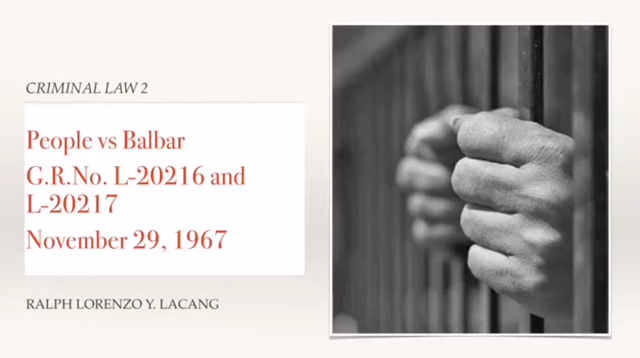 CRIMINAL LAW 2
People vs Balbar
G.R.No. L-20216 and
L-20217
November 29, 1967
RALPH LORENZO Y. LACANG